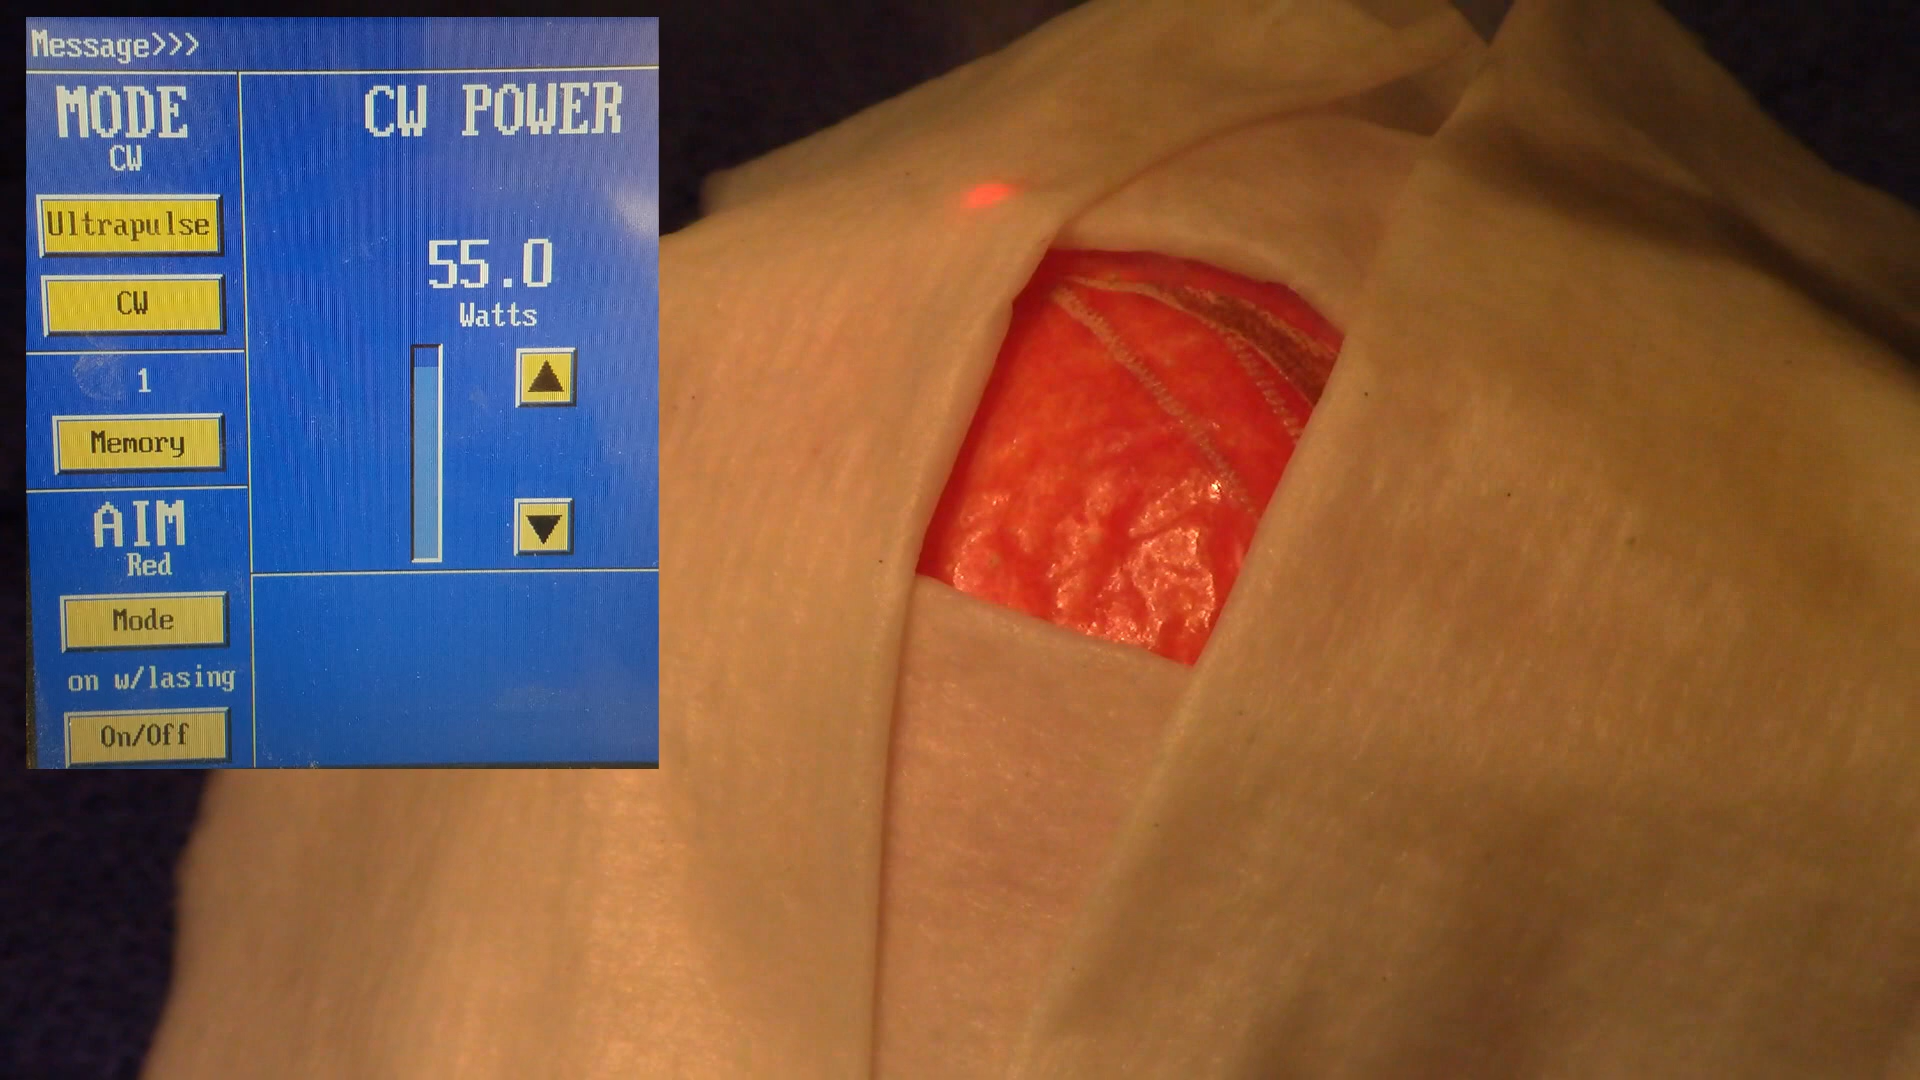 Message>>>
MODE
CW
Ultrapulse
CW
1
Memory
AIM
Red
Mode
on w/lasing
On/Off
CW POWER
55.0
Watts